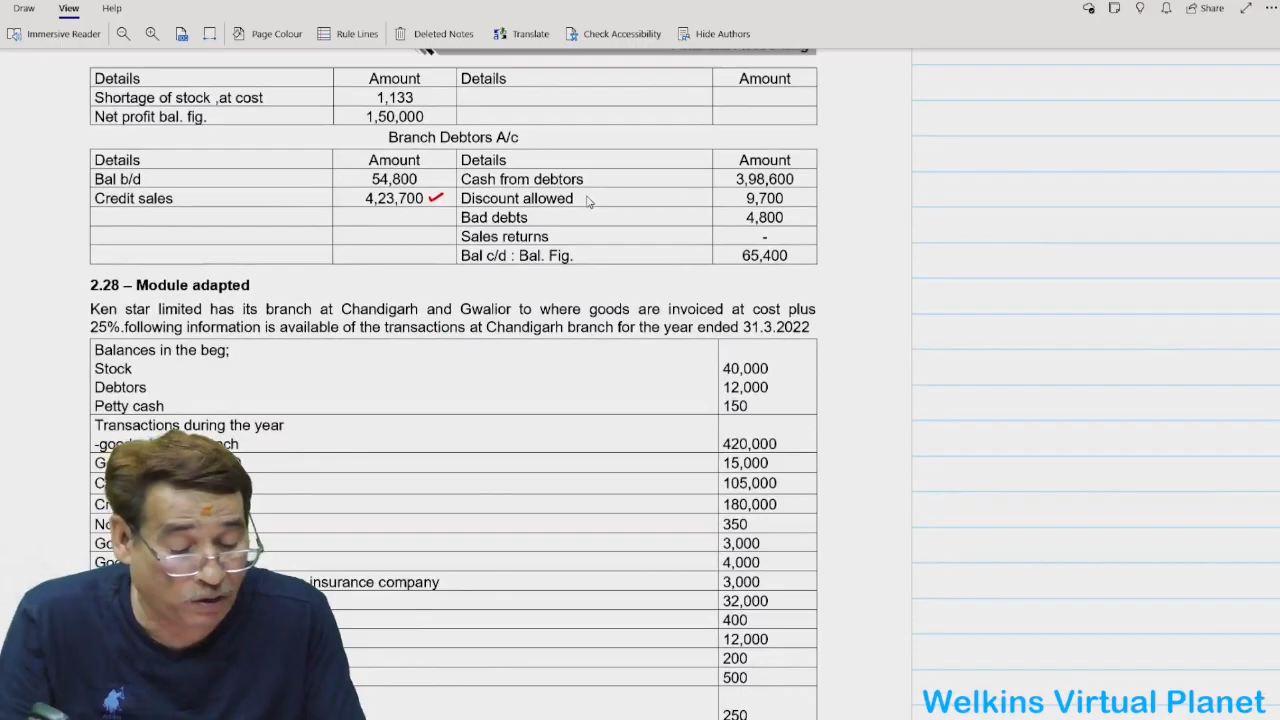 Draw View Help Share
Immersive Reader Page Colour Rule Lines Deleted Notes Translate Check Accessibility Hide Authors
Details Amount Details Amount
Shortage of stock ,at cost 1,133
Net profit bal. fig. 1,50,000
Branch Debtors A/c
Details Amount Details Amount
Bal b/d 54,800 Cash from debtors 3,98,600
Credit sales 4,23,700 Discount allowed 9,700
Bad debts 4,800
Sales returns -
Bal c/d : Bal. Fig. 65,400
2.28 – Module adapted
Ken star limited has its branch at Chandigarh and Gwalior to where goods are invoiced at cost plus
25%.following information is available of the transactions at Chandigarh branch for the year ended 31.3.2022
Balances in the beg;
Stock 40,000
Debtors 12,000
Petty cash 150
Transactions during the year
420,000
15,000
105,000
180,000
350
3,000
4,000
insurance company 3,000
32,000
400
12,000
200
500
250
Welkins Virtual Planet